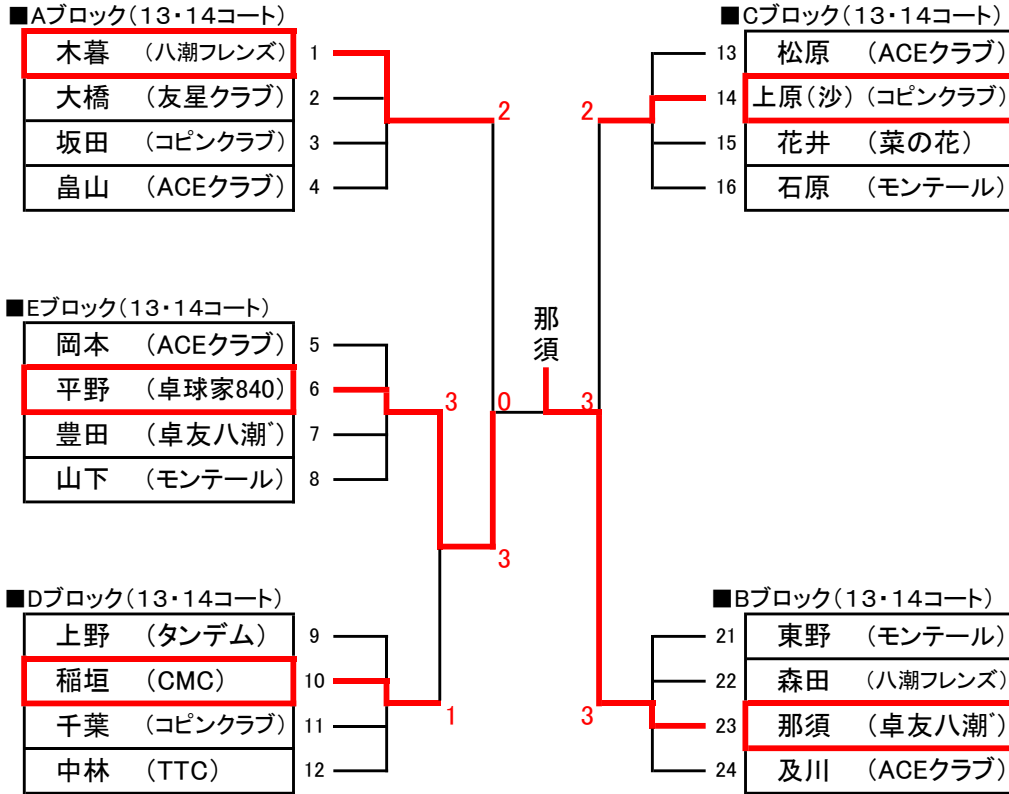 ■Aブロック(13・14コート)
木暮 (八潮フレンズ) 1
大橋 (友星クラブ) 2
坂田 (コピンクラブ) 3
畠山 (ACEクラブ) 4
2
■Eブロック(13・14コート)
岡本 (ACEクラブ) 5
平野 (卓球家840) 6
豊田 (卓友八潮゛) 7
山下 (モンテール) 8
3
0
3
■Dブロック(13・14コート)
上野 (タンデム) 9
稲垣 (CMC) 10
千葉 (コピンクラブ) 11
中林 (TTC) 12
1
那須
3
■Cブロック(13・14コート)
13 松原 (ACEクラブ)
14 上原(沙) (コピンクラブ)
15 花井 (菜の花)
16 石原 (モンテール)
2
■Bブロック(13・14コート)
21 東野 (モンテール)
22 森田 (八潮フレンズ)
23 那須 (卓友八潮゛)
24 及川 (ACEクラブ)
3